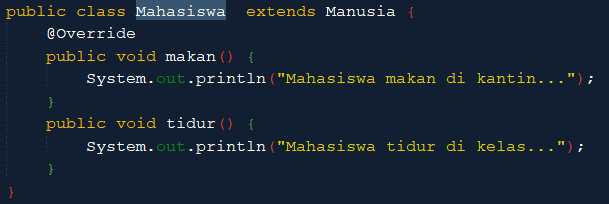 public class Mahasiswa  extends Manusia {
    @Override
    public void makan() {
        System.out.println("Mahasiswa makan di kantin...");
    }
    public void tidur() {
        System.out.println("Mahasiswa tidur di kelas...");
    }
}